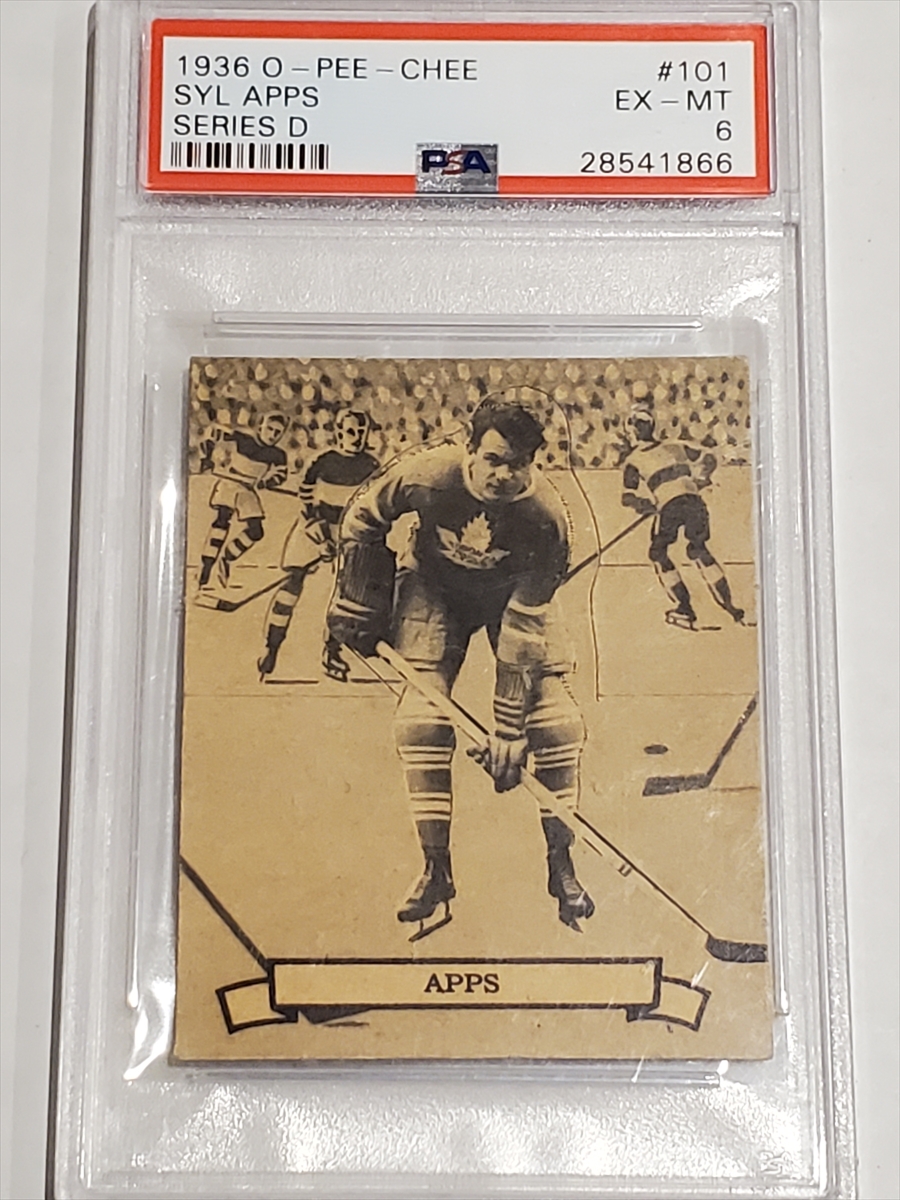 1936 O-PEE-CHEE #101
SYL APPS EX-MT
SERIES D 6
PSA 28541866
APPS